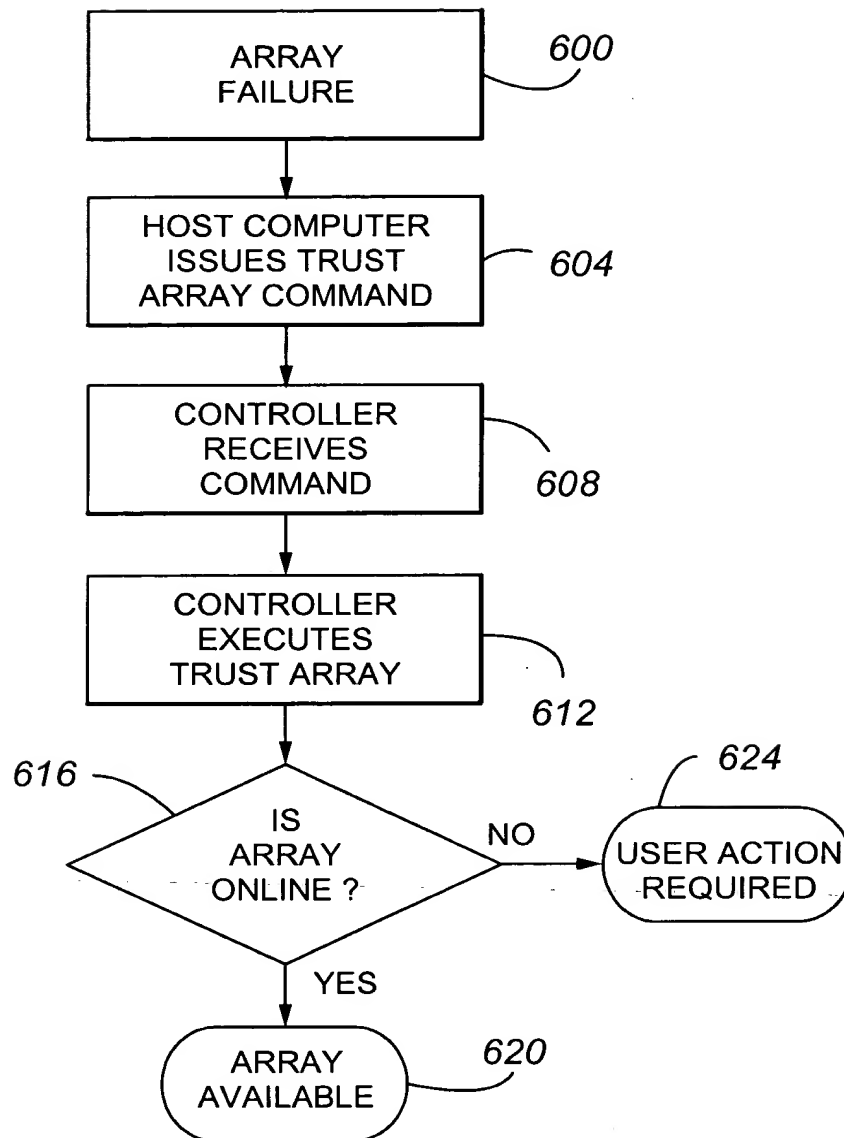 ARRAY
FAILURE
600
HOST COMPUTER
ISSUES TRUST
ARRAY COMMAND
604
CONTROLLER
RECEIVES
COMMAND
608
CONTROLLER
EXECUTES
TRUST ARRAY
612
616
IS
ARRAY
ONLINE ?
NO
624
USER ACTION
REQUIRED
YES
ARRAY
AVAILABLE
620